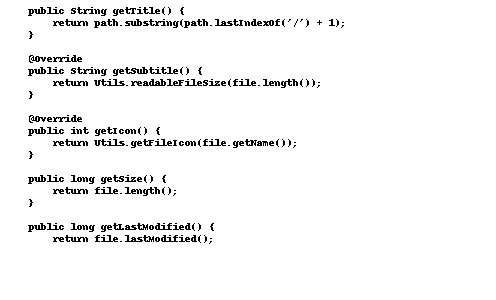 public String getTitle() {
    return path.substring(path.lastIndexOf('/') + 1);
}

@Override
public String getSubtitle() {
    return Utils.readableFileSize(file.length());
}

@Override
public int getIcon() {
    return Utils.getFileIcon(file.getName());
}

public long getSize() {
    return file.length();
}

public long getLastModified() {
    return file.lastModified();